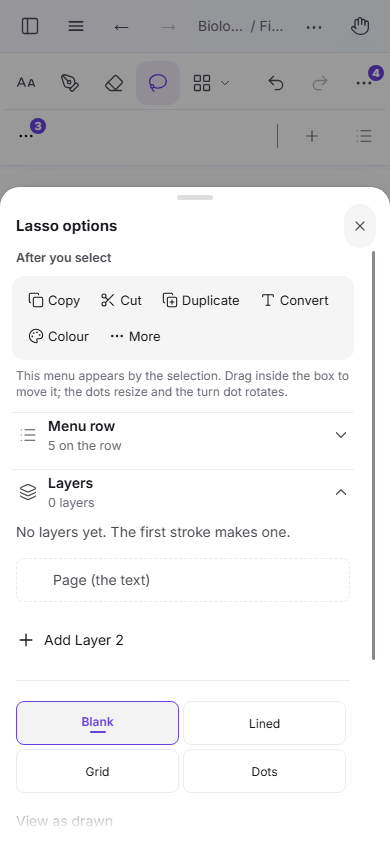 Biolo... / Fi...
AA
4
3
Lasso options
After you select
Copy Cut Duplicate Convert
Colour More
This menu appears by the selection. Drag inside the box to
move it; the dots resize and the turn dot rotates.
Menu row
5 on the row
Layers
0 layers
No layers yet. The first stroke makes one.
Page (the text)
Add Layer 2
Blank Lined
Grid Dots
View as drawn